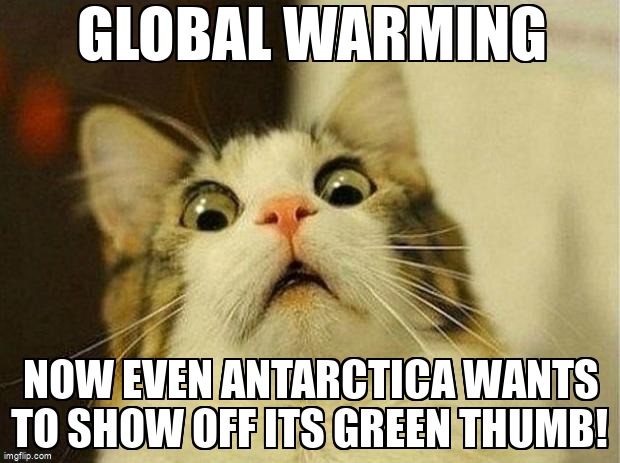 GLOBAL WARMING
NOW EVEN ANTARCTICA WANTS
TO SHOW OFF ITS GREEN THUMB!
imgflip.com